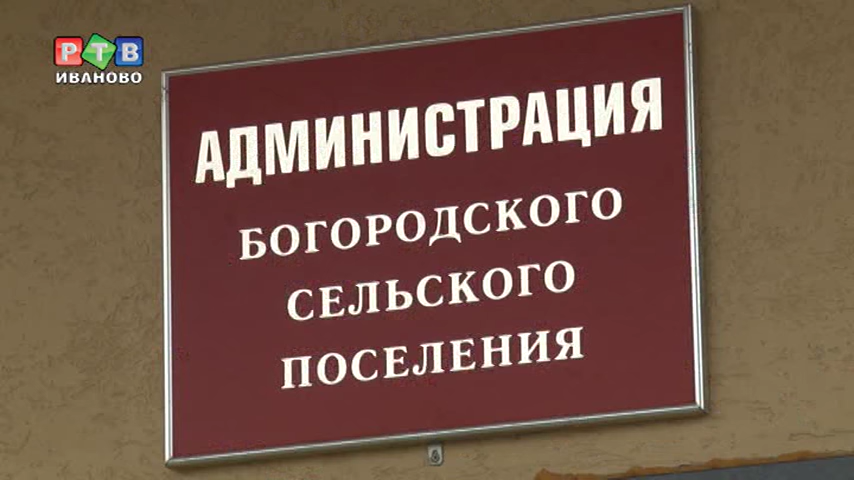 РТВ
ИВАНОВО
АДМИНИСТРАЦИЯ
БОГОРОДСКОГО
СЕЛЬСКОГО
ПОСЕЛЕНИЯ